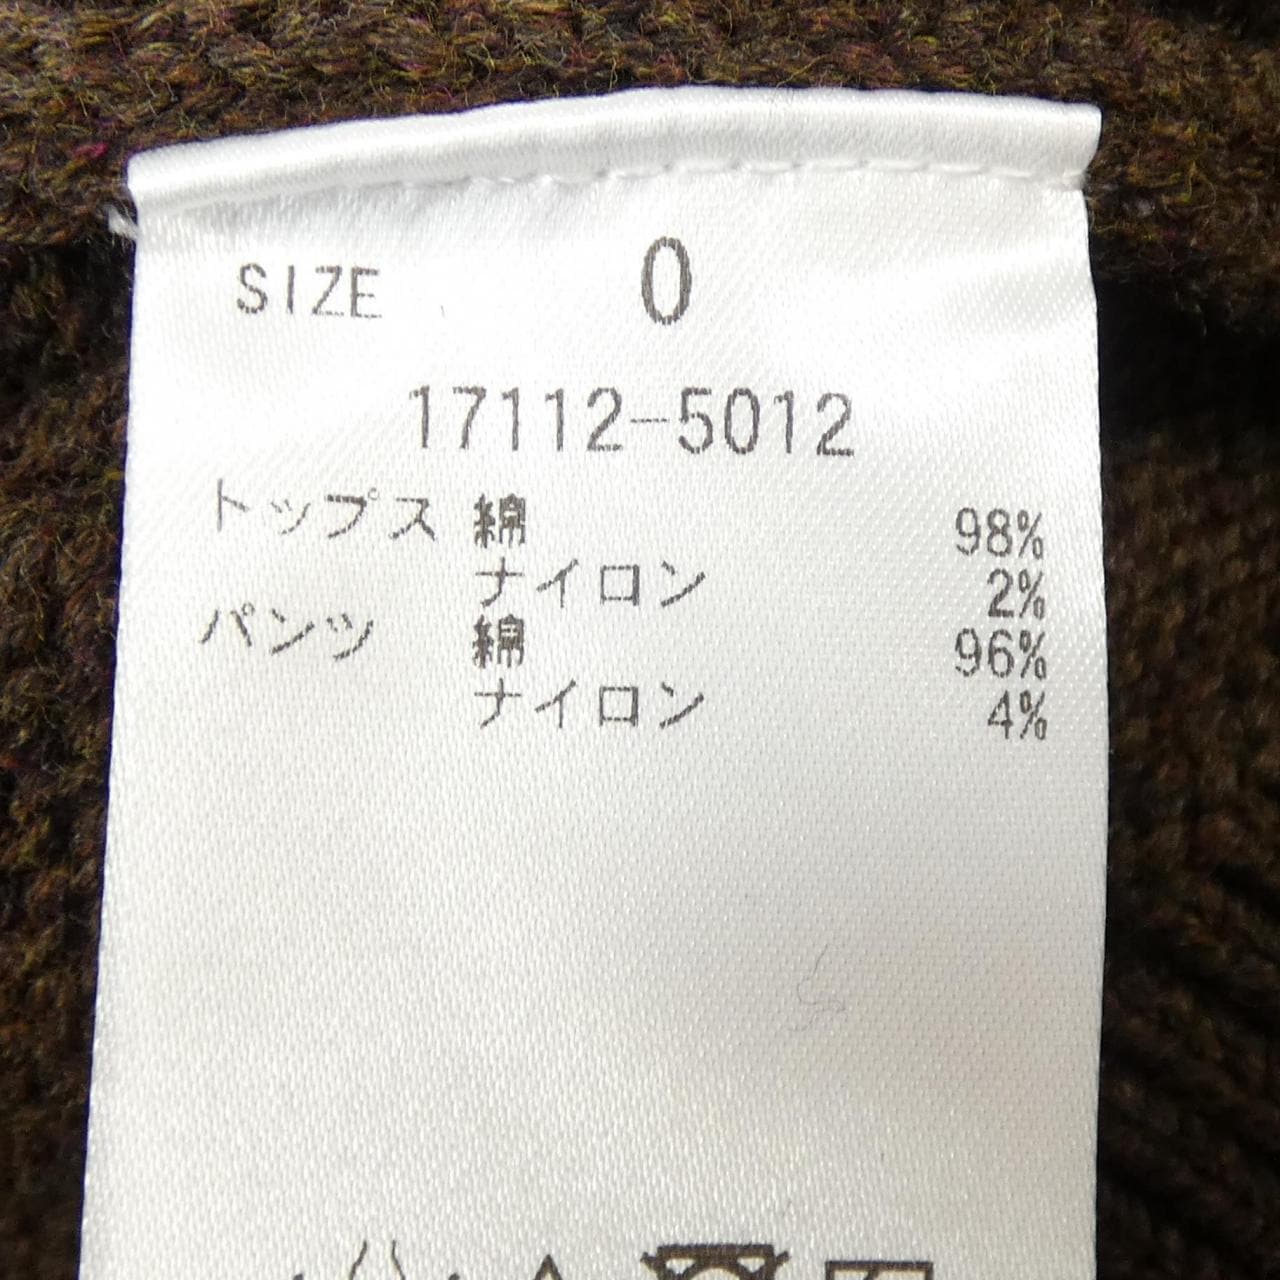 SIZE 0
17112-5012
トップス 綿 98%
ナイロン 2%
パンツ 綿 96%
ナイロン 4%